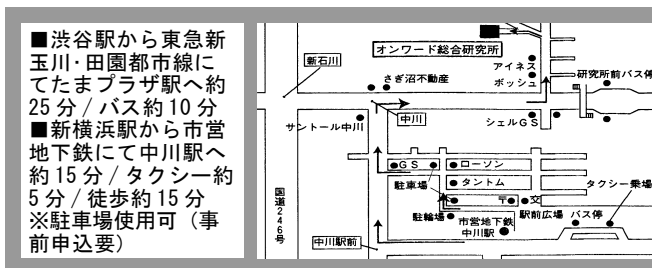 ■渋谷駅から東急新
玉川･田園都市線に
てたまプラザ駅へ約
25分/バス約10分
■新横浜駅から市営
地下鉄にて中川駅へ
約15分/タクシー約
5分/徒歩約15分
※駐車場使用可（事
前申込要）
オンワード総合研究所
新石川
アイネス
ボッシュ
研究所前バス停
さぎ沼不動産
サントール中川
中川
シェルGS
GS
ローソン
駐車場
タントム
タクシー乗場
〒
文
駐輪場
市営地下鉄
中川駅
駅前広場
バス停
国道246号
中川駅前